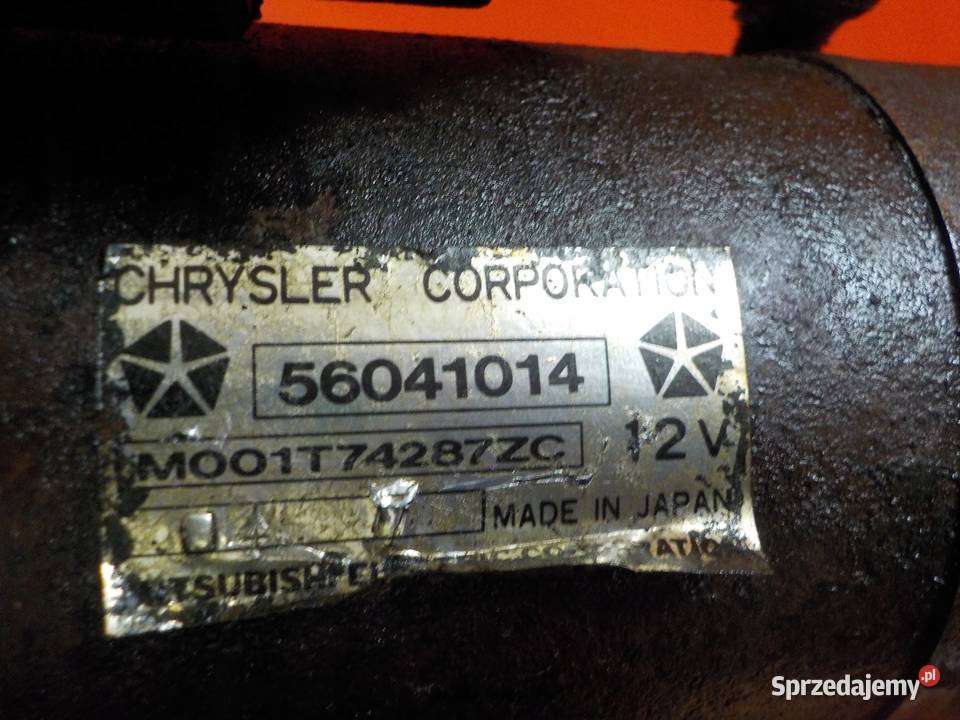 CHRYSLER CORPORATION
56041014
M001T74287ZC 12V
MADE IN JAPAN
Sprzedajemy.pl